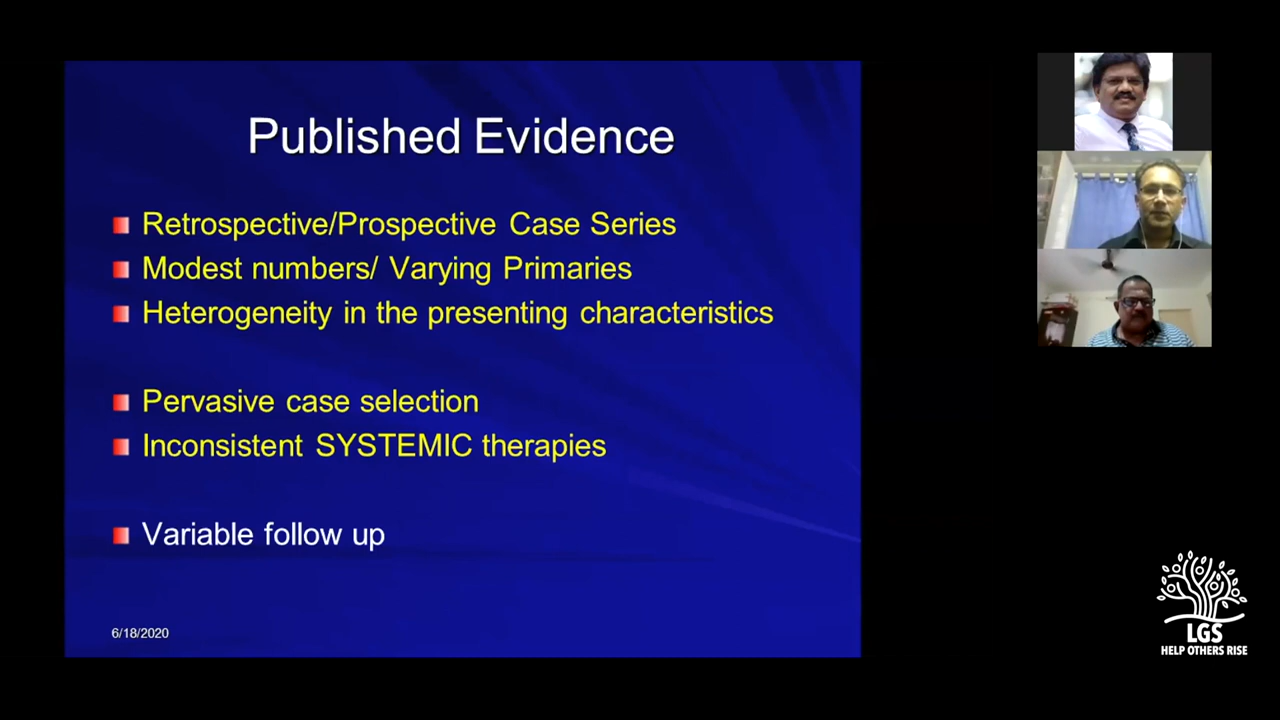 Published Evidence
Retrospective/Prospective Case Series
Modest numbers/ Varying Primaries
Heterogeneity in the presenting characteristics
Pervasive case selection
Inconsistent SYSTEMIC therapies
Variable follow up
6/18/2020
LGS
HELP OTHERS RISE